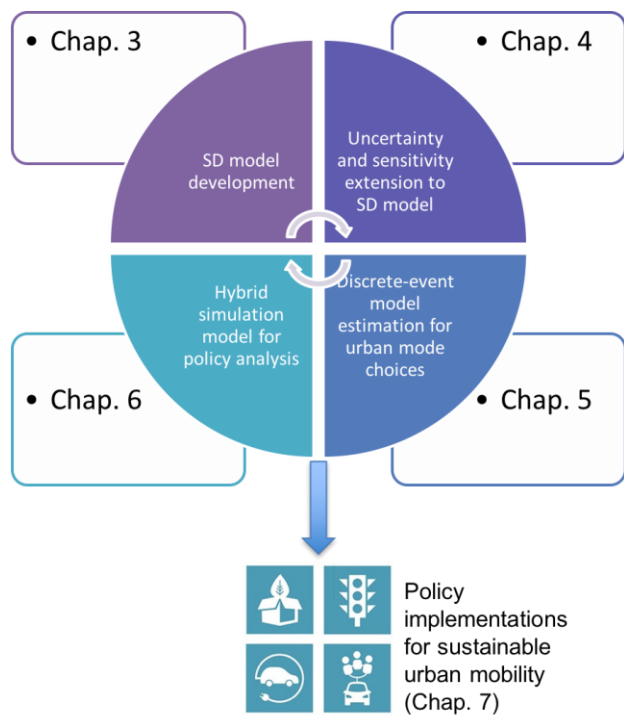 • Chap. 3
• Chap. 4
SD model
development
Uncertainty
and sensitivity
extension to
SD model
Hybrid
simulation
model for
policy analysis
Discrete-event
model
estimation for
urban mode
choices
• Chap. 6
• Chap. 5
Policy
implementations
for sustainable
urban mobility
(Chap. 7)